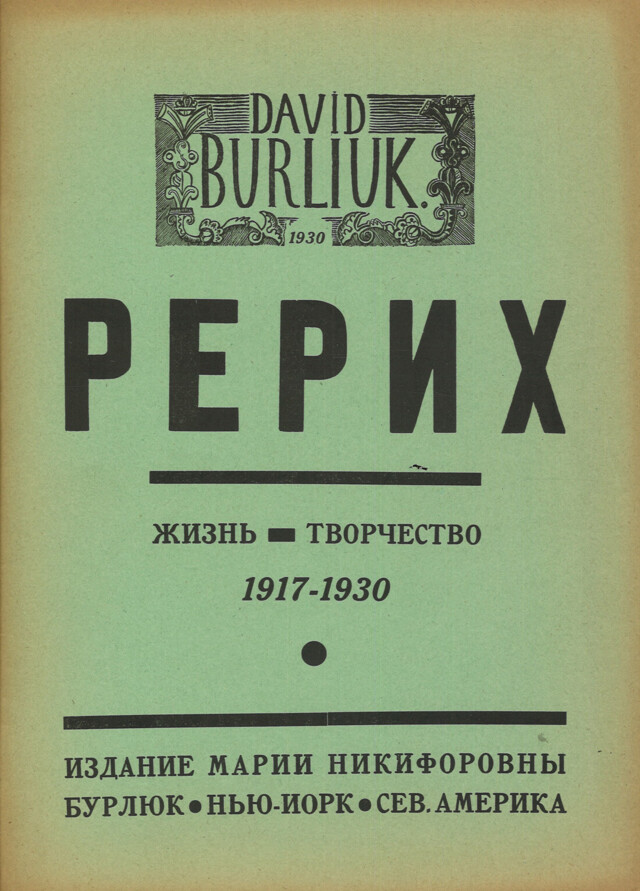 DAVID
BURLIUK.
1930
РЕРИХ
ЖИЗНЬ - ТВОРЧЕСТВО
1917-1930
ИЗДАНИЕ МАРИИ НИКИФОРОВНЫ
БУРЛЮК • НЬЮ-ИОРК • СЕВ. АМЕРИКА